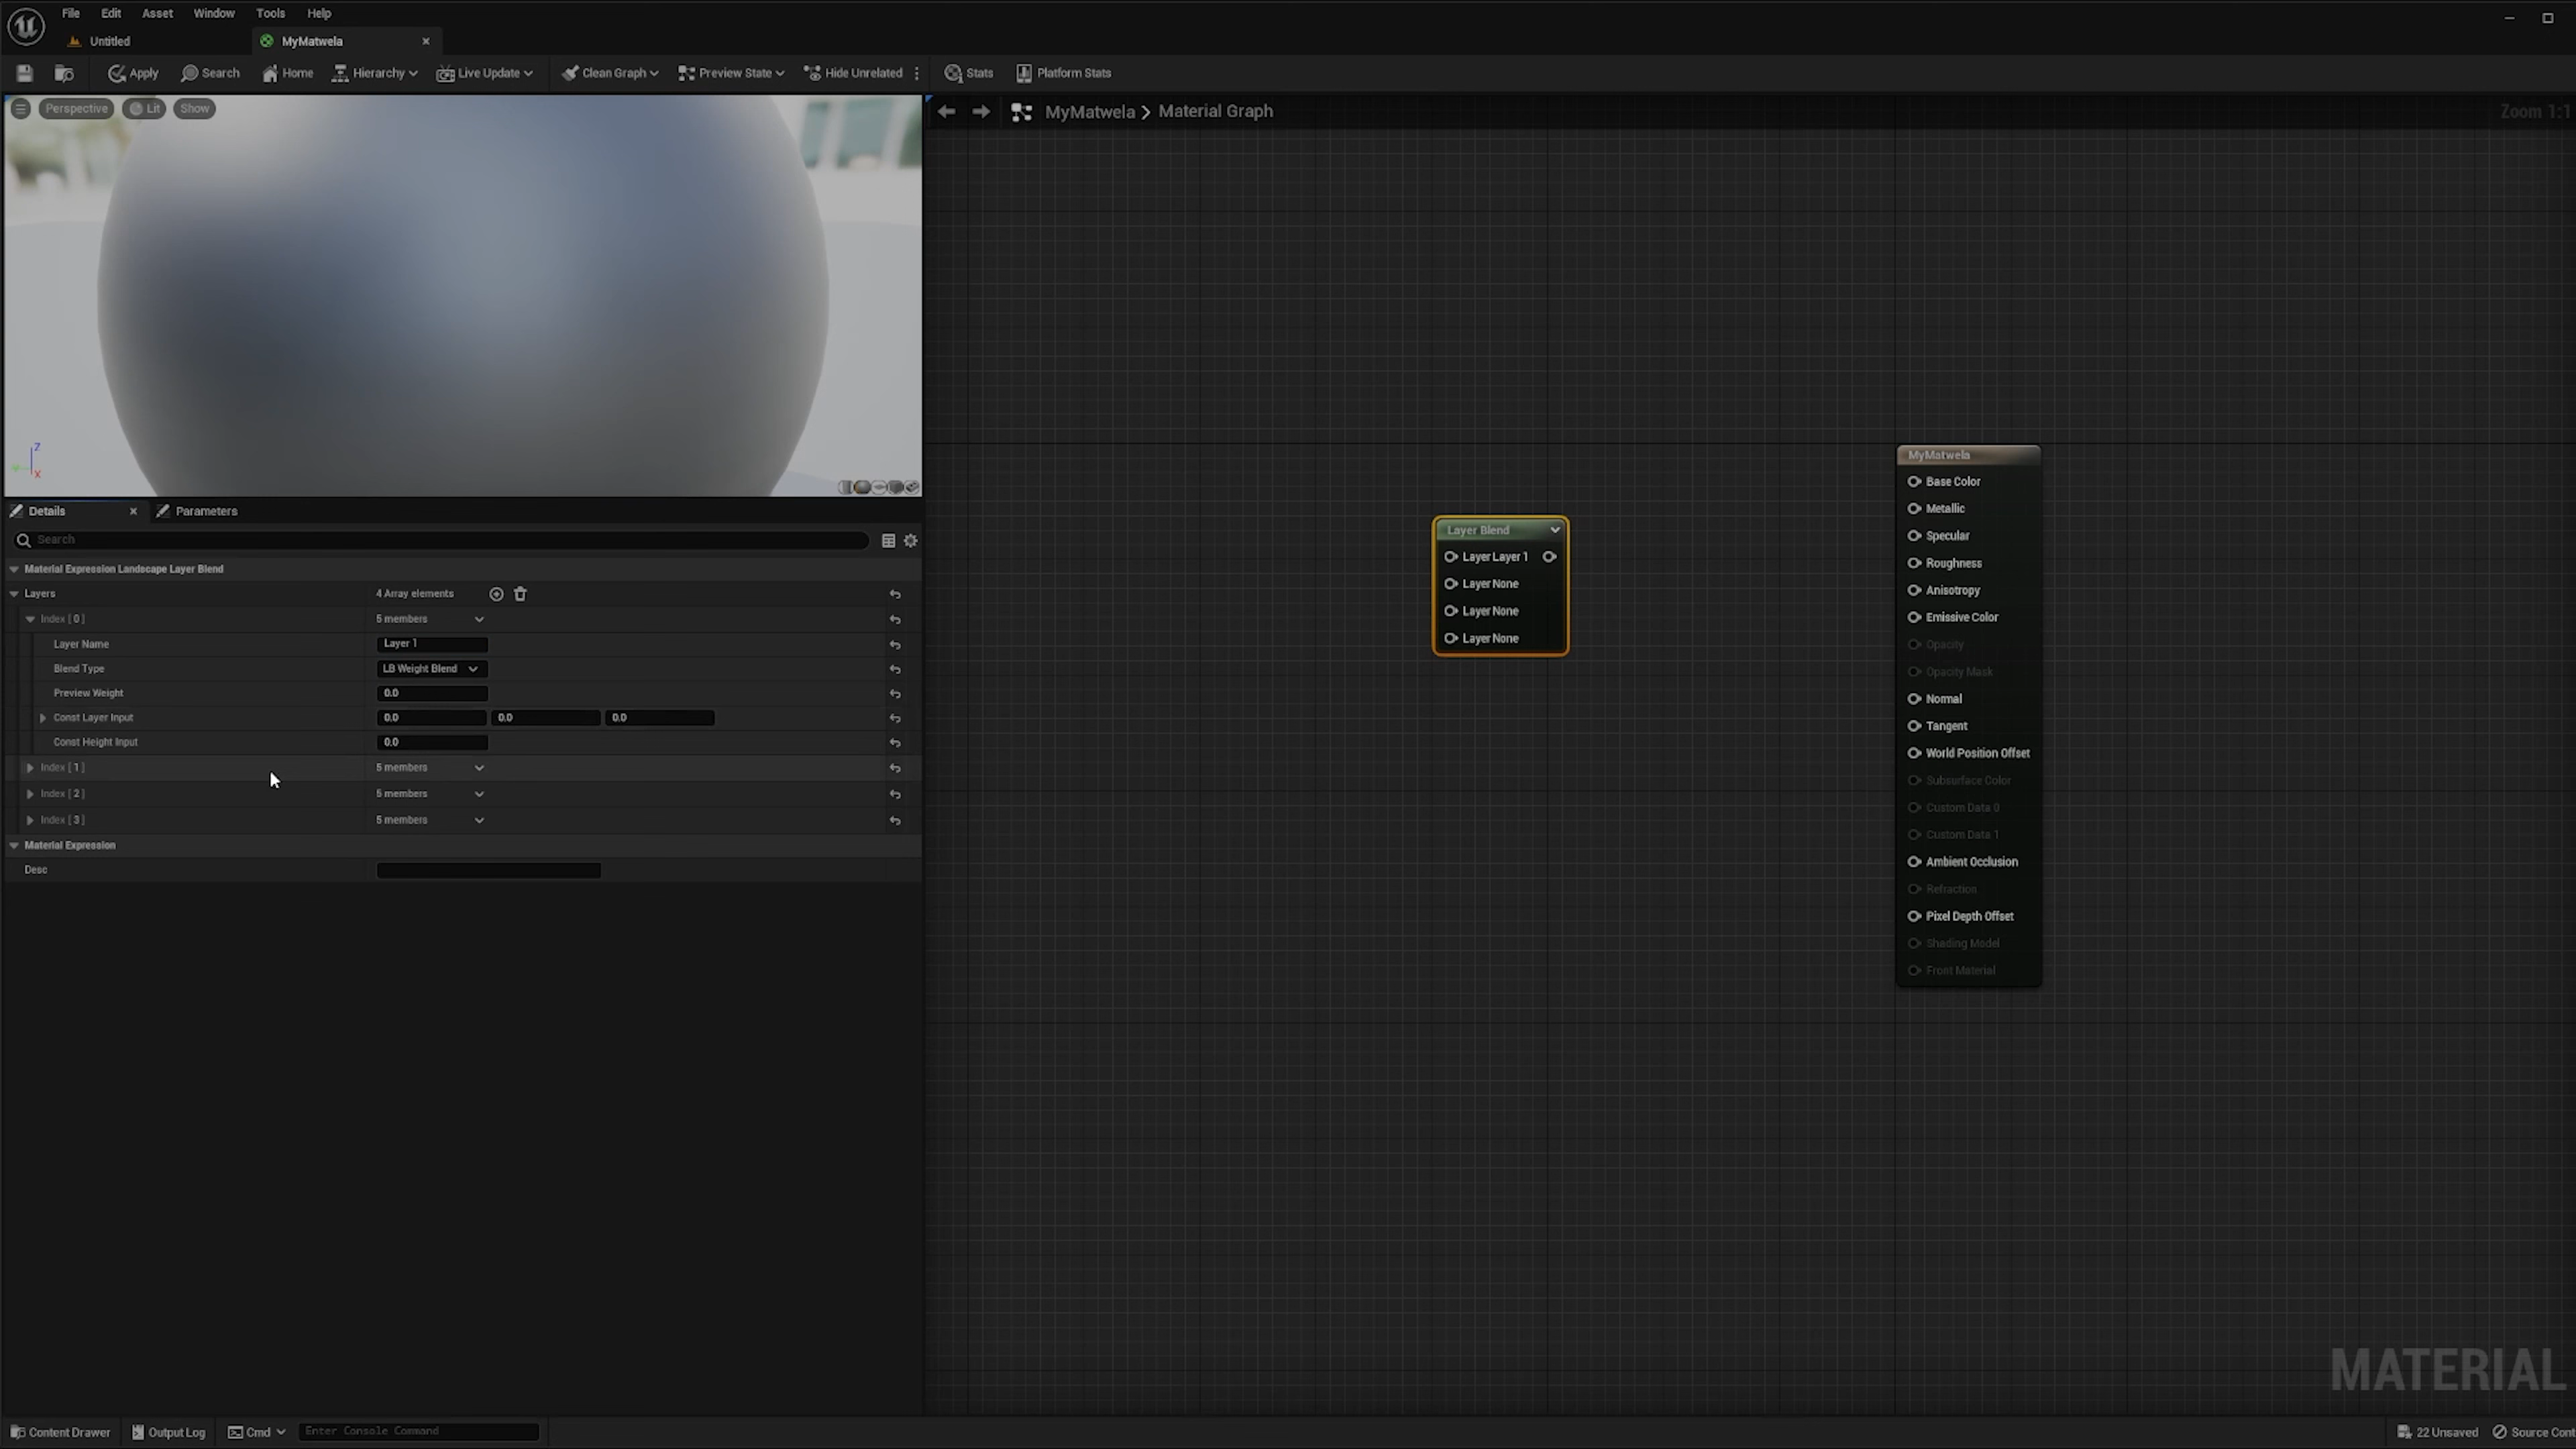 File Edit Asset Window Tools Help
Untitled MyMatwela
Apply Search Home Hierarchy Live Update Clean Graph Preview State Hide Unrelated Stats Platform Stats
Perspective Lit Show
MyMatwela > Material Graph
Zoom 1:1
Z
X
Details Parameters
Search
Material Expression Landscape Layer Blend
Layers 4 Array elements
Index [ 0 ] 5 members
Layer Name Layer 1
Blend Type LB Weight Blend
Preview Weight 0.0
Const Layer Input 0.0 0.0 0.0
Const Height Input 0.0
Index [ 1 ] 5 members
Index [ 2 ] 5 members
Index [ 3 ] 5 members
Material Expression
Desc
Layer Blend
Layer Layer 1
Layer None
Layer None
Layer None
MyMatwela
Base Color
Metallic
Specular
Roughness
Anisotropy
Emissive Color
Opacity
Opacity Mask
Normal
Tangent
World Position Offset
Subsurface Color
Custom Data 0
Custom Data 1
Ambient Occlusion
Refraction
Pixel Depth Offset
Shading Model
Front Material
MATERIAL
Content Drawer Output Log Cmd Enter Console Command
22 Unsaved Source Cont